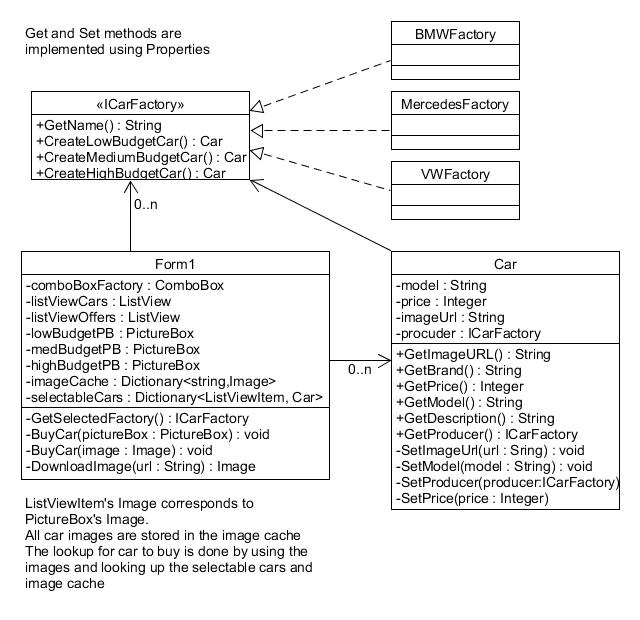 Get and Set methods are
implemented using Properties
BMWFactory
«ICarFactory»
+GetName() : String
+CreateLowBudgetCar() : Car
+CreateMediumBudgetCar() : Car
+CreateHighBudgetCar() : Car
MercedesFactory
VWFactory
0..n
Form1
-comboBoxFactory : ComboBox
-listViewCars : ListView
-listViewOffers : ListView
-lowBudgetPB : PictureBox
-medBudgetPB : PictureBox
-highBudgetPB : PictureBox
-imageCache : Dictionary<string,Image>
-selectableCars : Dictionary<ListViewItem, Car>
-GetSelectedFactory() : ICarFactory
-BuyCar(pictureBox : PictureBox) : void
-BuyCar(image : Image) : void
-DownloadImage(url : String) : Image
0..n
Car
-model : String
-price : Integer
-imageUrl : String
-procuder : ICarFactory
+GetImageURL() : String
+GetBrand() : String
+GetPrice() : Integer
+GetModel() : String
+GetDescription() : String
+GetProducer() : ICarFactory
-SetImageUrl(url : Sring) : void
-SetModel(model : String) : void
-SetProducer(producer:ICarFactory)
-SetPrice(price : Integer)
ListViewItem's Image corresponds to
PictureBox's Image.
All car images are stored in the image cache
The lookup for car to buy is done by using the
images and looking up the selectable cars and
image cache